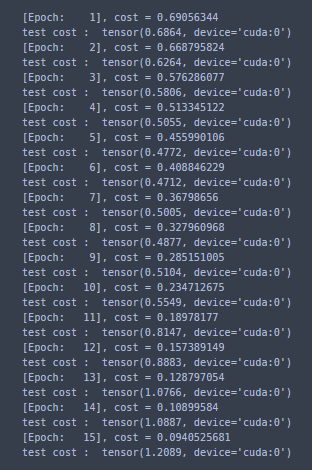 [Epoch:    1], cost = 0.69056344
test cost :  tensor(0.6864, device='cuda:0')
[Epoch:    2], cost = 0.668795824
test cost :  tensor(0.6264, device='cuda:0')
[Epoch:    3], cost = 0.576286077
test cost :  tensor(0.5806, device='cuda:0')
[Epoch:    4], cost = 0.513345122
test cost :  tensor(0.5055, device='cuda:0')
[Epoch:    5], cost = 0.455990106
test cost :  tensor(0.4772, device='cuda:0')
[Epoch:    6], cost = 0.408846229
test cost :  tensor(0.4712, device='cuda:0')
[Epoch:    7], cost = 0.36798656
test cost :  tensor(0.5005, device='cuda:0')
[Epoch:    8], cost = 0.327960968
test cost :  tensor(0.4877, device='cuda:0')
[Epoch:    9], cost = 0.285151005
test cost :  tensor(0.5104, device='cuda:0')
[Epoch:   10], cost = 0.234712675
test cost :  tensor(0.5549, device='cuda:0')
[Epoch:   11], cost = 0.18978177
test cost :  tensor(0.8147, device='cuda:0')
[Epoch:   12], cost = 0.157389149
test cost :  tensor(0.8883, device='cuda:0')
[Epoch:   13], cost = 0.128797054
test cost :  tensor(1.0766, device='cuda:0')
[Epoch:   14], cost = 0.10899584
test cost :  tensor(1.0887, device='cuda:0')
[Epoch:   15], cost = 0.0940525681
test cost :  tensor(1.2089, device='cuda:0')